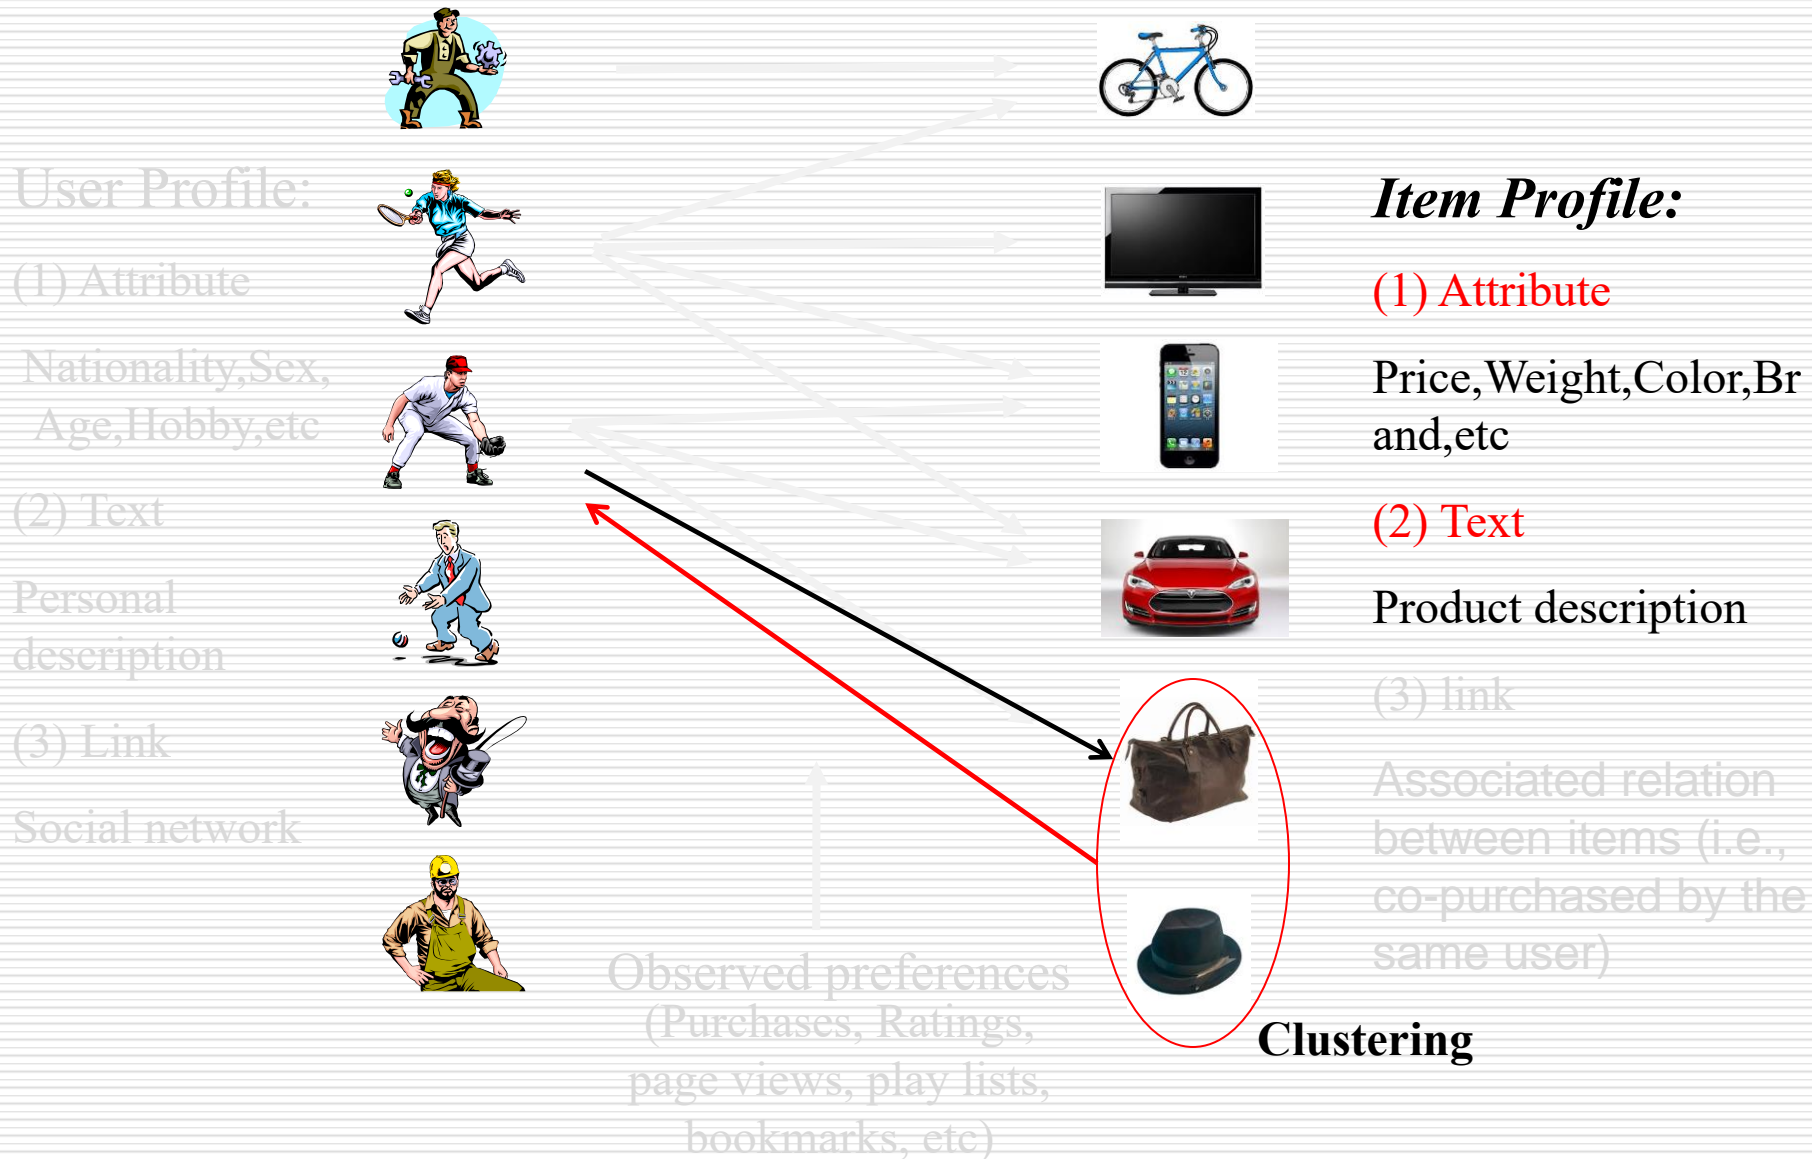 User Profile:
(1) Attribute
Nationality,Sex,
Age,Hobby,etc
(2) Text
Personal
description
(3) Link
Social network
Observed preferences
(Purchases, Ratings,
page views, play lists,
bookmarks, etc)
Item Profile:
(1) Attribute
Price,Weight,Color,Br
and,etc
(2) Text
Product description
(3) link
Associated relation
between items (i.e.,
co-purchased by the
same user)
Clustering